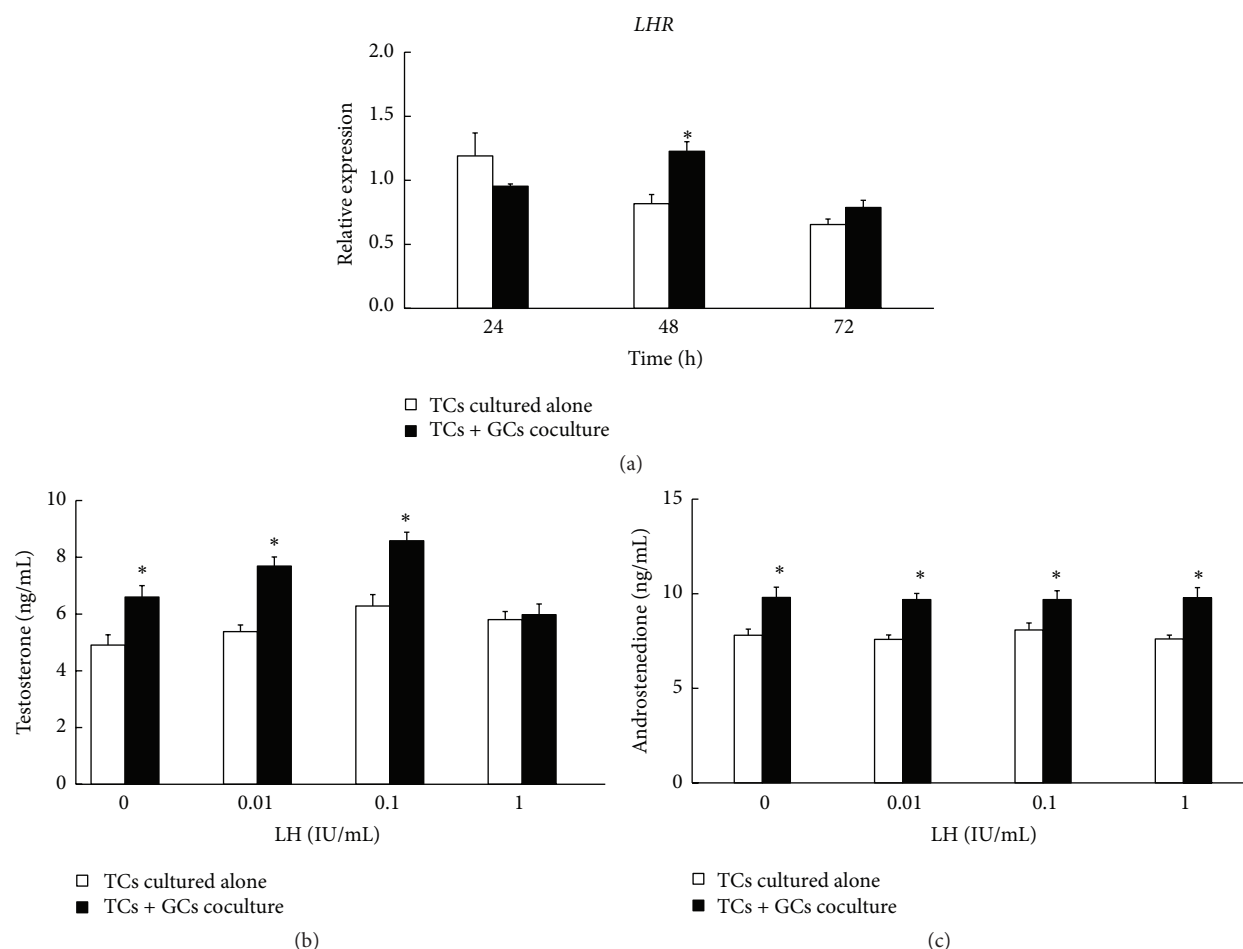 LHR
2.0
1.5
1.0
0.5
0.0
Relative expression
*
24 48 72
Time (h)
TCs cultured alone
TCs + GCs coculture
(a)
10
8
6
4
2
0
Testosterone (ng/mL)
* * *
0 0.01 0.1 1
LH (IU/mL)
TCs cultured alone
TCs + GCs coculture
(b)
15
10
5
0
Androstenedione (ng/mL)
* * * *
0 0.01 0.1 1
LH (IU/mL)
TCs cultured alone
TCs + GCs coculture
(c)